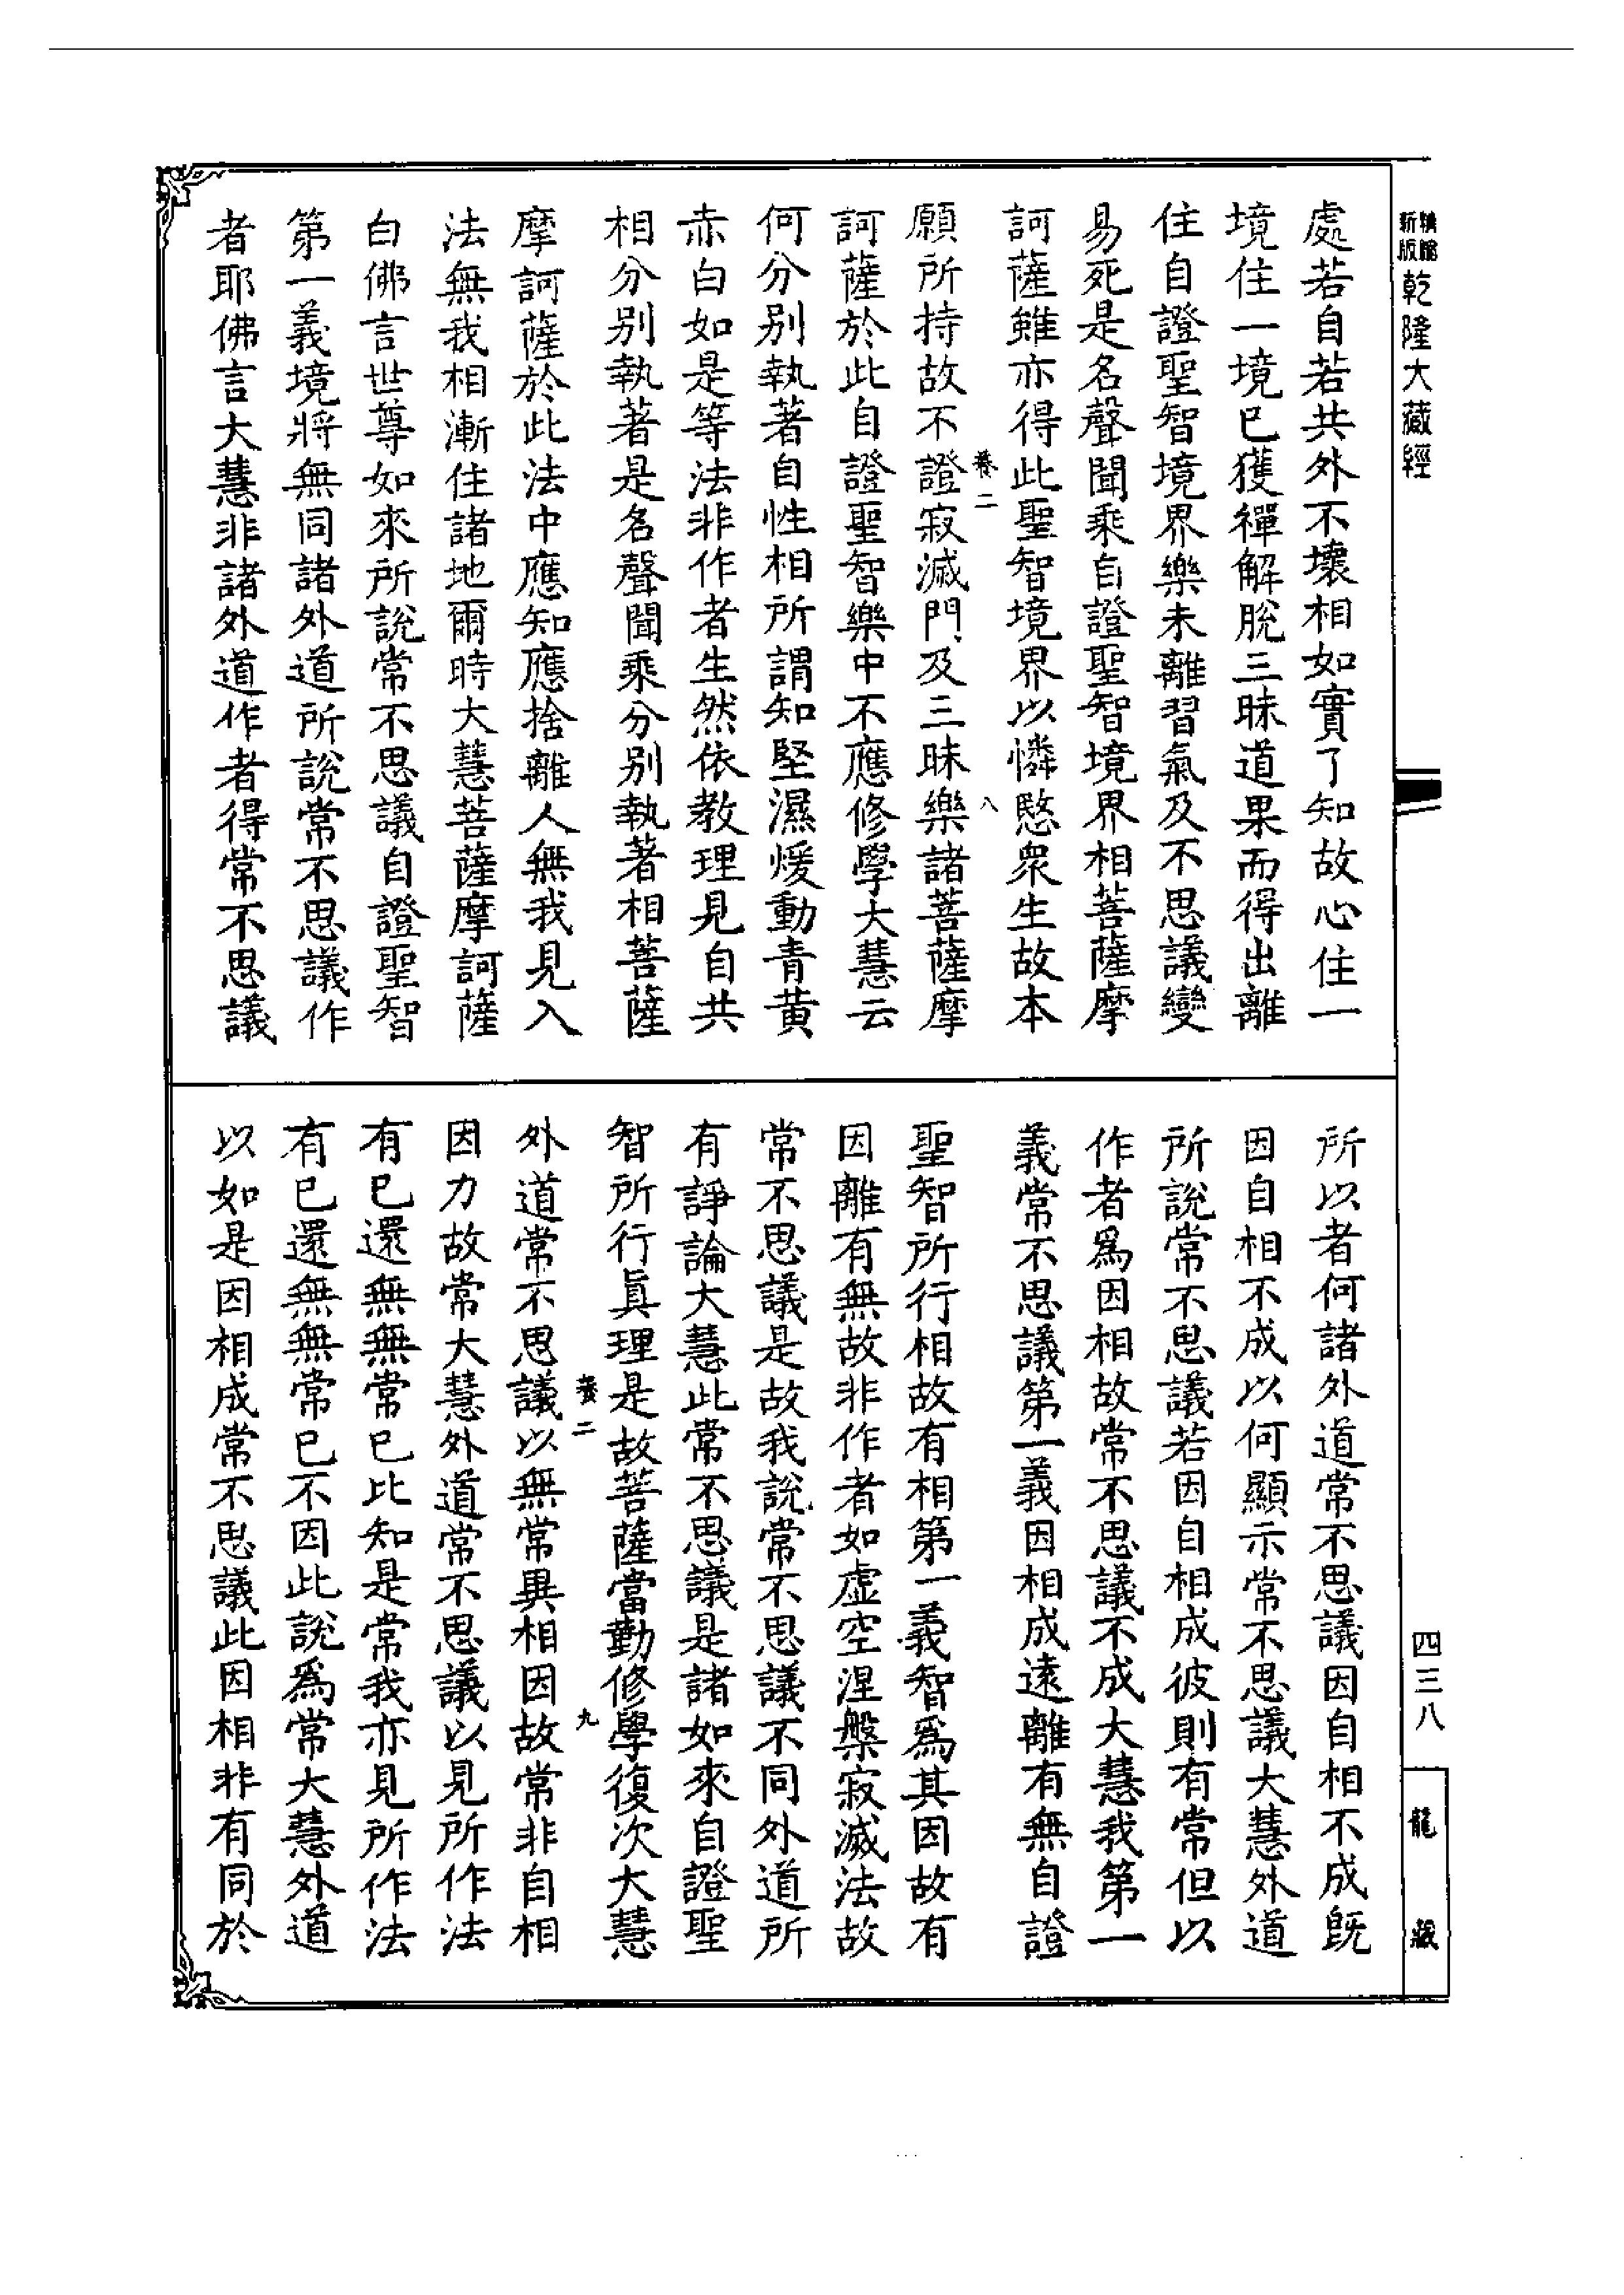 新版
精縮
乾隆大藏經
處若自若共外不壞相如實了知故心住一
境住一境已獲禪解脫三昧道果而得出離
住自證聖智境界樂未離習氣及不思議變
易死是名聲聞乘自證聖智境界相菩薩摩
訶薩雖亦得此聖智境界以憐愍眾生故本
卷二
八
願所持故不證寂滅門及三昧樂諸菩薩摩
訶薩於此自證聖智樂中不應修學大慧云
何分別執著自性相所謂知堅濕煖動青黃
赤白如是等法非作者生然依教理見自共
相分別執著是名聲聞乘分別執著相菩薩
摩訶薩於此法中應知應捨離人無我見入
法無我相漸住諸地爾時大慧菩薩摩訶薩
白佛言世尊如來所說常不思議自證聖智
第一義境將無同諸外道所說常不思議作
者耶佛言大慧非諸外道作者得常不思議
所以者何諸外道常不思議因自相不成既
因自相不成以何顯示常不思議大慧外道
所說常不思議若因自相成彼則有常但以
作者爲因相故常不思議不成大慧我第一
義常不思議第一義因相成遠離有無自證
聖智所行相故有相第一義智爲其因故有
因離有無故非作者如虛空涅槃寂滅法故
常不思議是故我說常不思議不同外道所
有諍論大慧此常不思議是諸如來自證聖
智所行眞理是故菩薩當勤修學復次大慧
卷二
九
外道常不思議以無常異相因故常非自相
因力故常大慧外道常不思議以見所作法
有已還無無常已比知是常我亦見所作法
有已還無無常已不因此說爲常大慧外道
以如是因相成常不思議此因相非有同於
四三八
龍藏